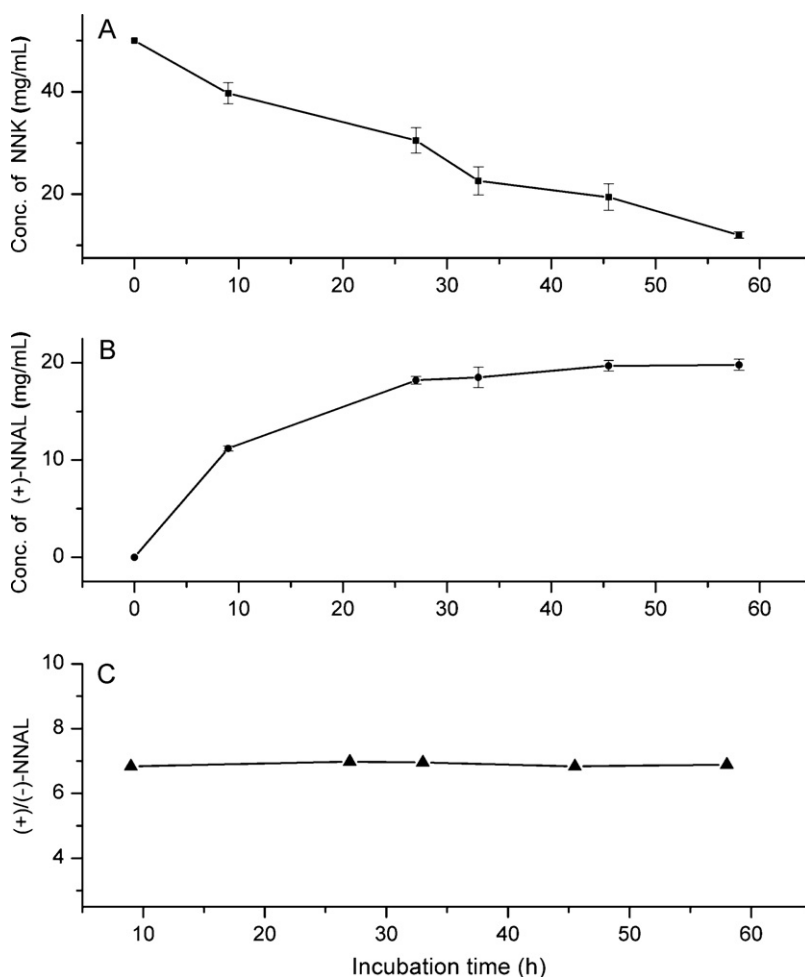 A
Conc. of NNK (mg/mL)
40
20
0 10 20 30 40 50 60
B
Conc. of (+)-NNAL (mg/mL)
20
10
0
0 10 20 30 40 50 60
C
(+)/(-)-NNAL
10
8
6
4
10 20 30 40 50 60
Incubation time (h)